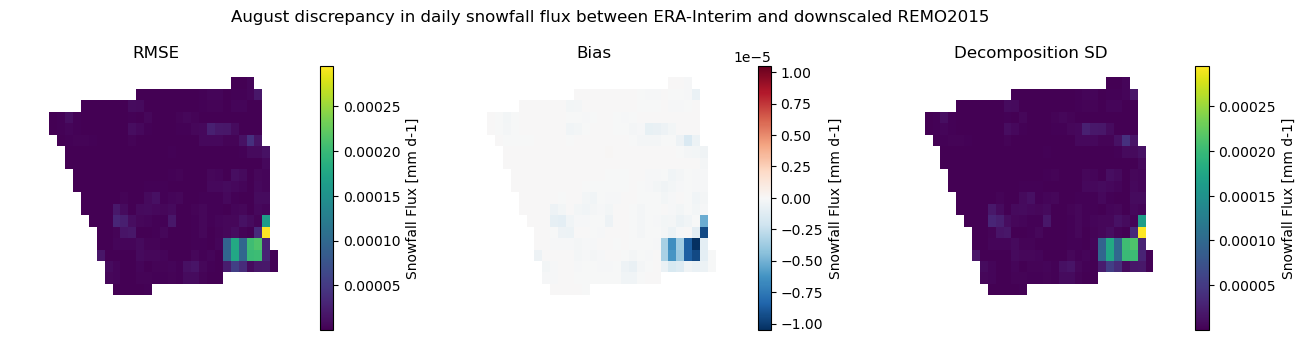 August discrepancy in daily snowfall flux between ERA-Interim and downscaled REMO2015
RMSE
0.00025
0.00020
0.00015
0.00010
0.00005
Snowfall Flux [mm d-1]
Bias
1e−5
1.00
0.75
0.50
0.25
0.00
−0.25
−0.50
−0.75
−1.00
Snowfall Flux [mm d-1]
Decomposition SD
0.00025
0.00020
0.00015
0.00010
0.00005
Snowfall Flux [mm d-1]